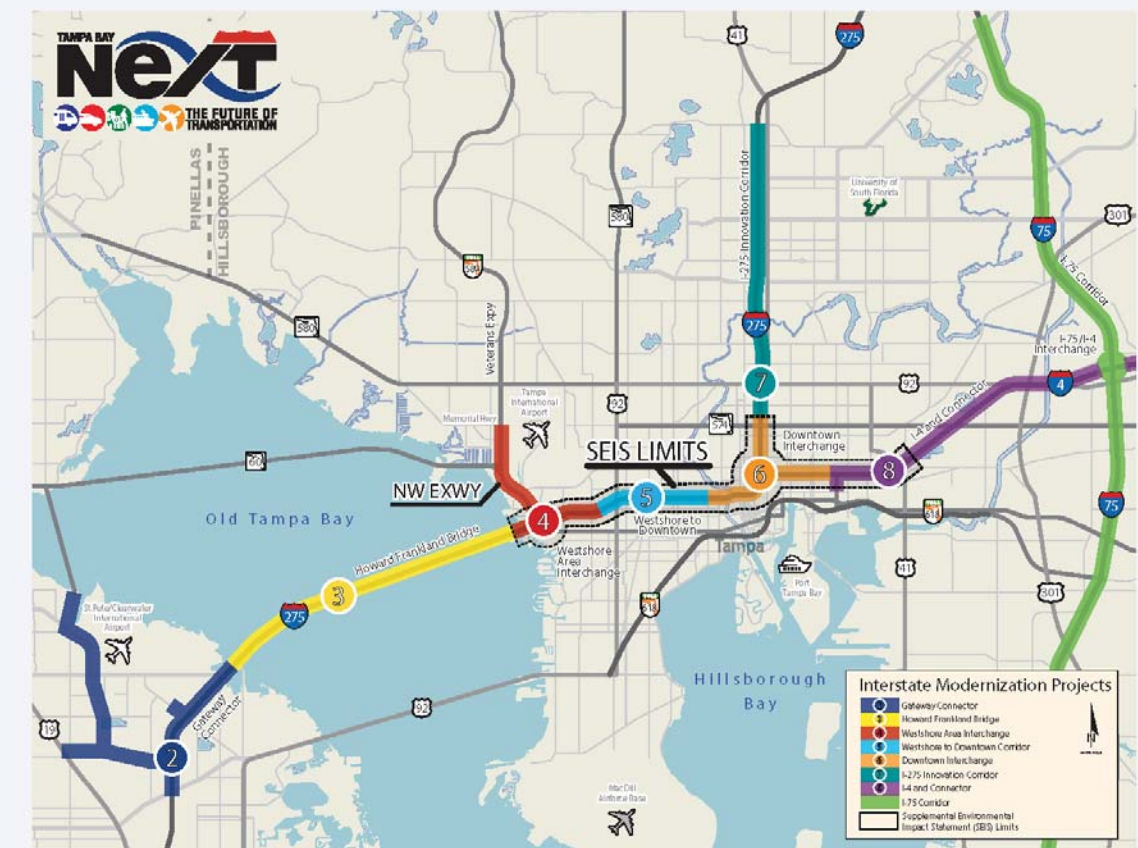 TAMPA BAY
NeXT
THE FUTURE OF
TRANSPORTATION
PINELLAS
HILLSBOROUGH
41
275
580
589
580
Veterans Expy
I-275 Innovation Corridor
University of
South Florida
301
75
I-75 Corridor
275
I-75/I-4
Interchange
7
92
92
4
I-4 and Connector
574
Tampa
International
Airport
Memorial Hwy
60
SEIS LIMITS
Downtown
Interchange
NW EXWY
4
5
6
8
75
Old Tampa Bay
Westshore to
Downtown
618
Howard Frankland Bridge
Westshore
Area
Interchange
Tampa
Port
Tampa Bay
41
301
3
275
618
St Pete/Clearwater
International
Airport
Hillsborough
Bay
Gateway
Connector
92
19
2
MacDill
Airforce Base
Interstate Modernization Projects
Gateway Connector
Howard Frankland Bridge
Westshore Area Interchange
Westshore to Downtown Corridor
Downtown Interchange
I-275 Innovation Corridor
I-4 and Connector
I-75 Corridor
Supplemental Environmental
Impact Statement (SEIS) Limits
N